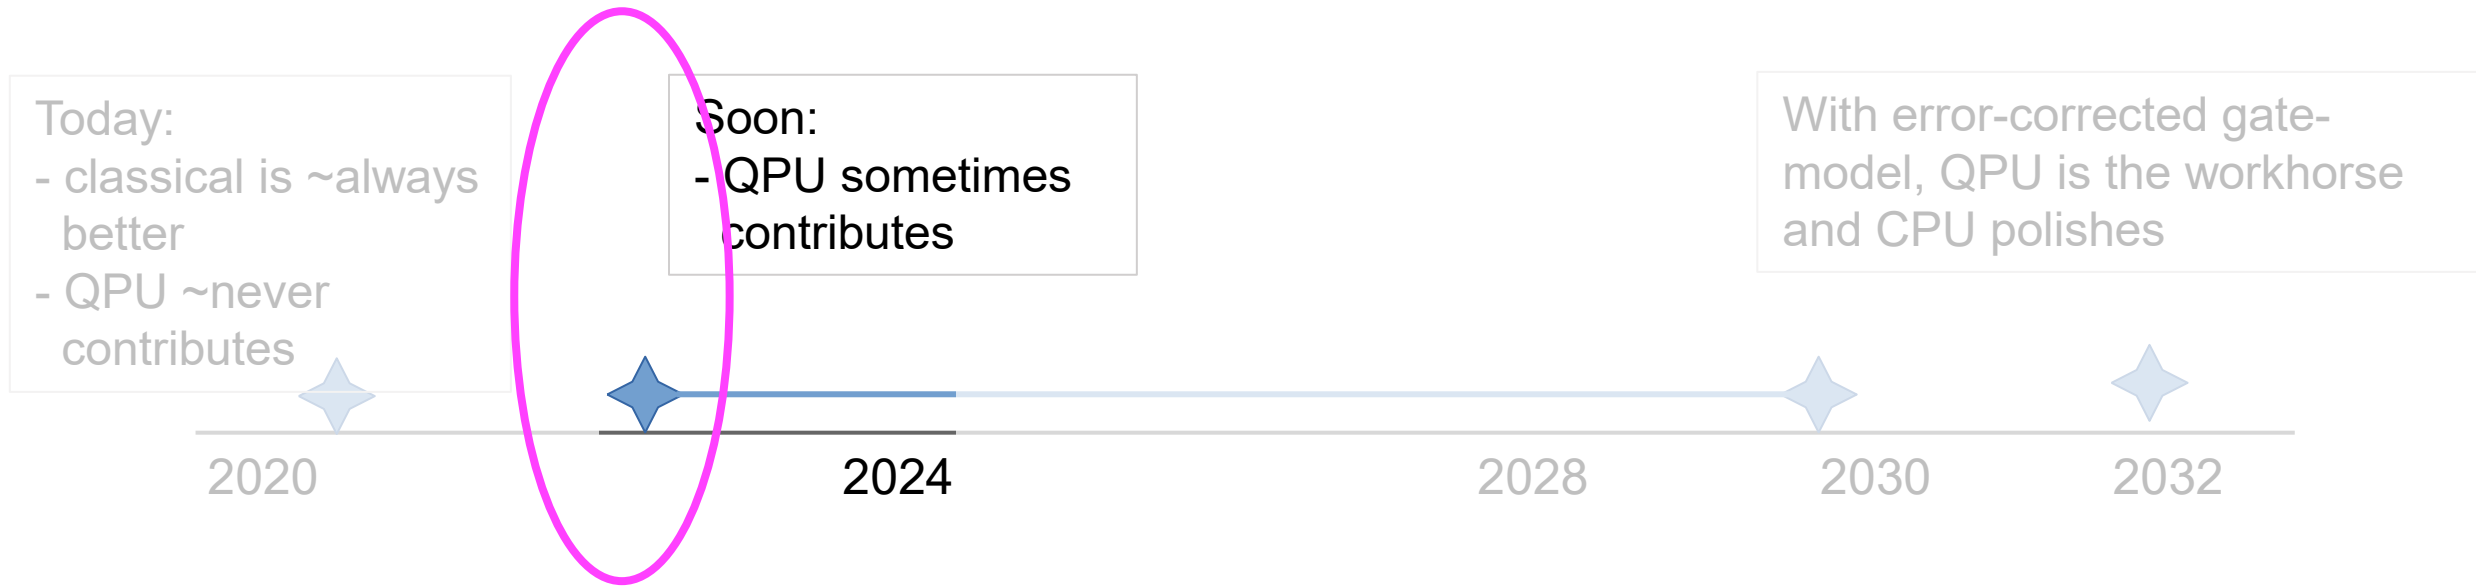 Today:
- classical is ~always
better
- QPU ~never
contributes
Soon:
- QPU sometimes
contributes
With error-corrected gate-
model, QPU is the workhorse
and CPU polishes
2020
2024
2028
2030
2032